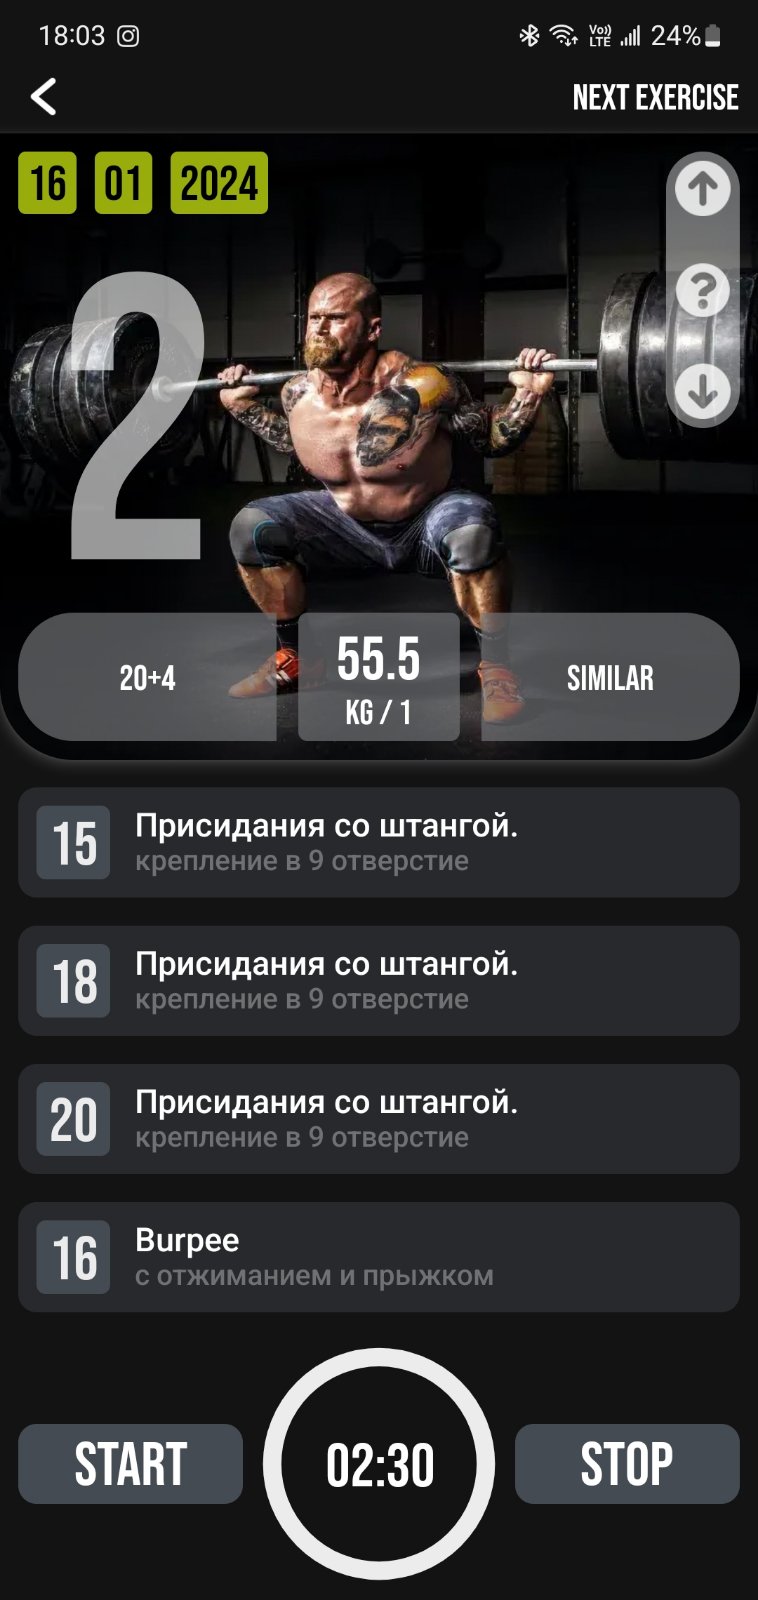 18:03
Vo))
LTE
24%
NEXT EXERCISE
16 01 2024
?
2
20+4
55.5
KG / 1
SIMILAR
15
Присидания со штангой.
крепление в 9 отверстие
18
Присидания со штангой.
крепление в 9 отверстие
20
Присидания со штангой.
крепление в 9 отверстие
16
Burpee
с отжиманием и прыжком
START
02:30
STOP